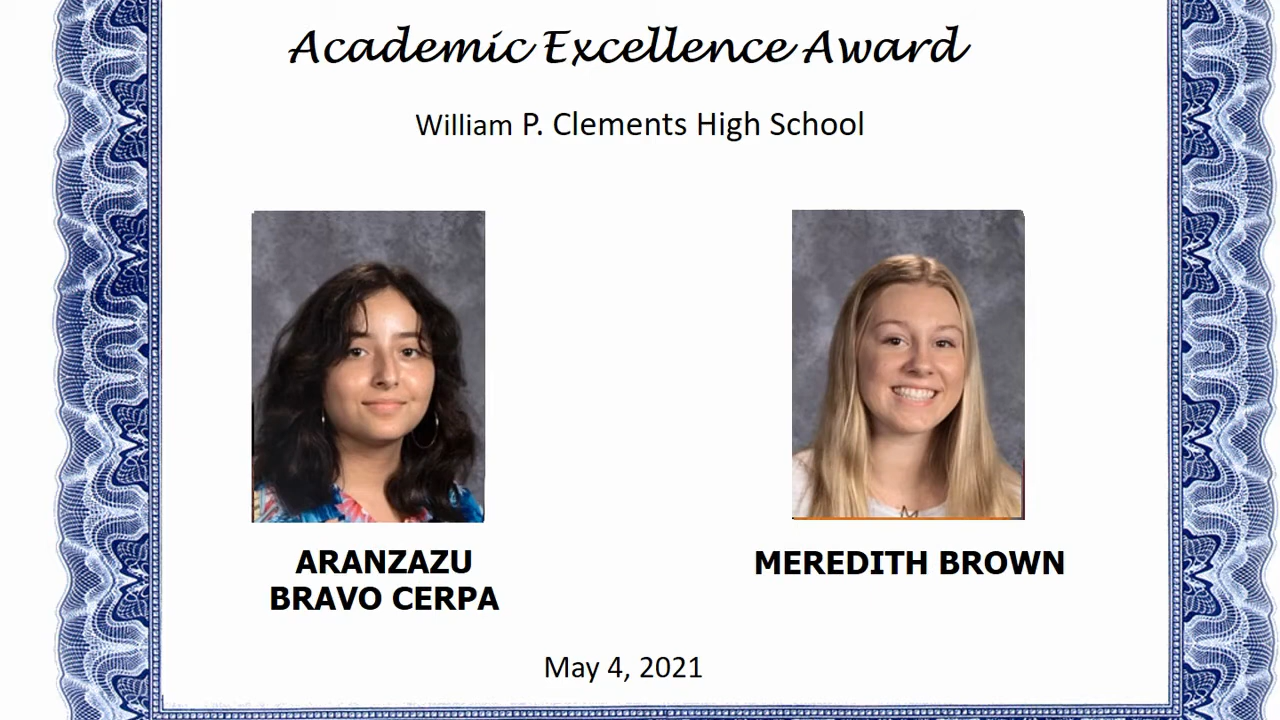 Academic Excellence Award
William P. Clements High School
ARANZAZU
BRAVO CERPA
MEREDITH BROWN
May 4, 2021